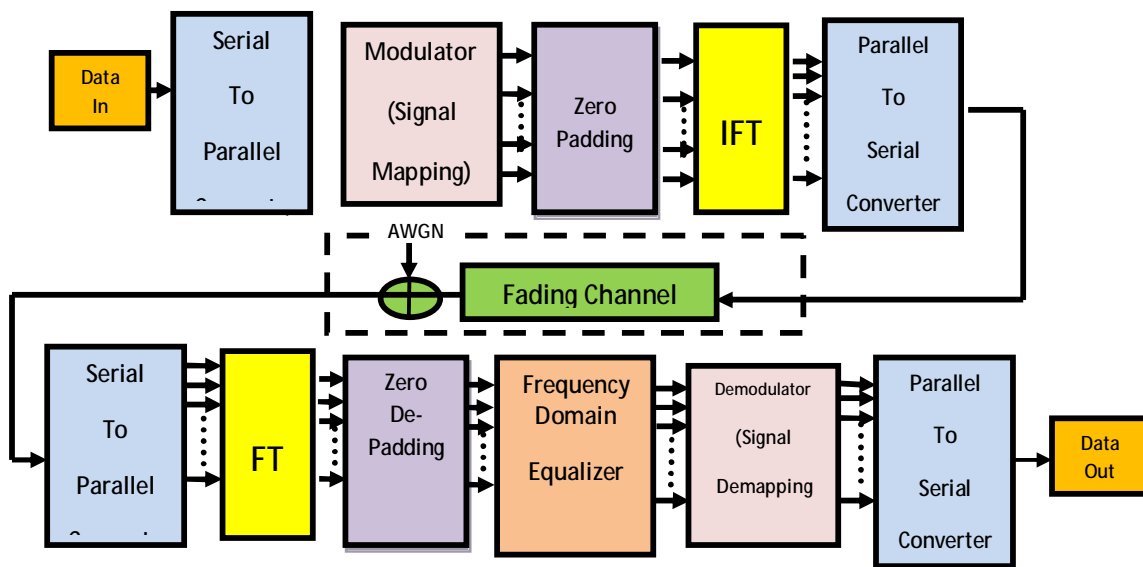 Data
In
Serial
To
Parallel
Modulator
(Signal
Mapping)
Zero
Padding
IFT
Parallel
To
Serial
Converter
AWGN
Fading Channel
Serial
To
Parallel
FT
Zero
De-
Padding
Frequency
Domain
Equalizer
Demodulator
(Signal
Demapping
Parallel
To
Serial
Converter
Data
Out